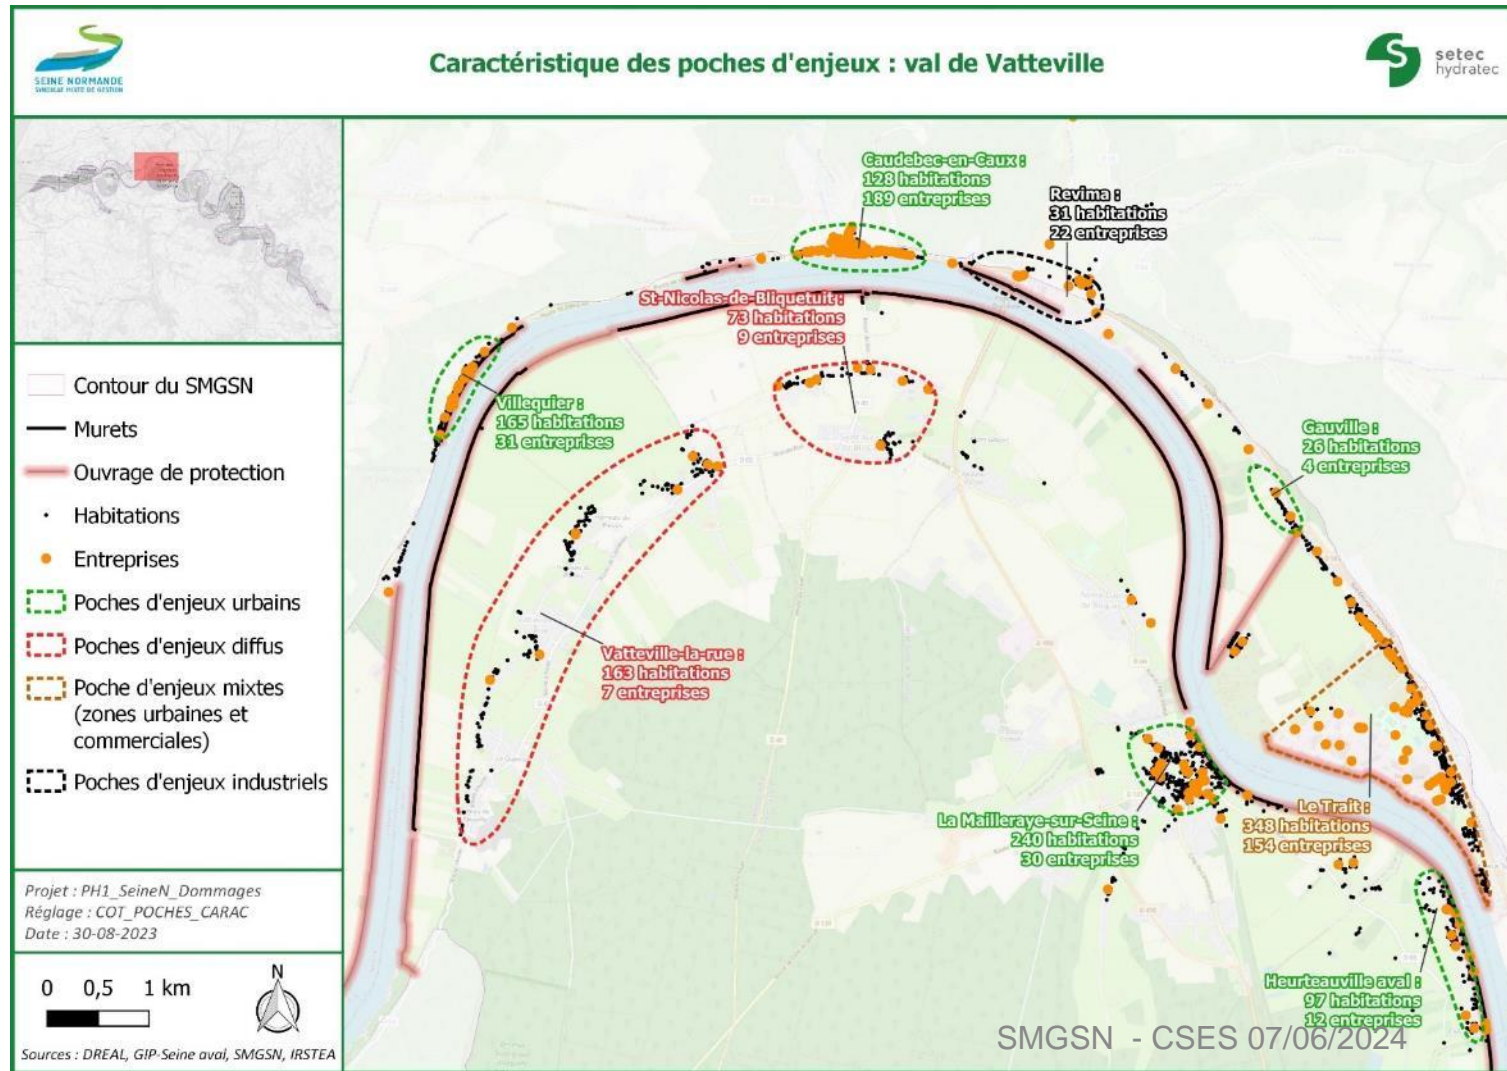 SEINE NORMANDE
SYNDICAT MIXTE DE GESTION
Caractéristique des poches d'enjeux : val de Vatteville
setec
hydratec
Contour du SMGSN
Murets
Ouvrage de protection
Habitations
Entreprises
Poches d'enjeux urbains
Poches d'enjeux diffus
Poche d'enjeux mixtes
(zones urbaines et
commerciales)
Poches d'enjeux industriels
Projet : PH1_SeineN_Dommages
Réglage : COT_POCHES_CARAC
Date : 30-08-2023
0 0,5 1 km
N
Sources : DREAL, GIP-Seine aval, SMGSN, IRSTEA
Caudebec-en-Caux :
128 habitations
189 entreprises
Revima :
31 habitations
22 entreprises
St-Nicolas-de-Bliquetuit :
73 habitations
9 entreprises
Villequier :
165 habitations
31 entreprises
Gauville :
26 habitations
4 entreprises
Vatteville-la-rue :
163 habitations
7 entreprises
La Mailleraye-sur-Seine :
240 habitations
30 entreprises
Le Trait :
348 habitations
154 entreprises
Heurteauville aval :
97 habitations
12 entreprises
SMGSN - CSES 07/06/2024